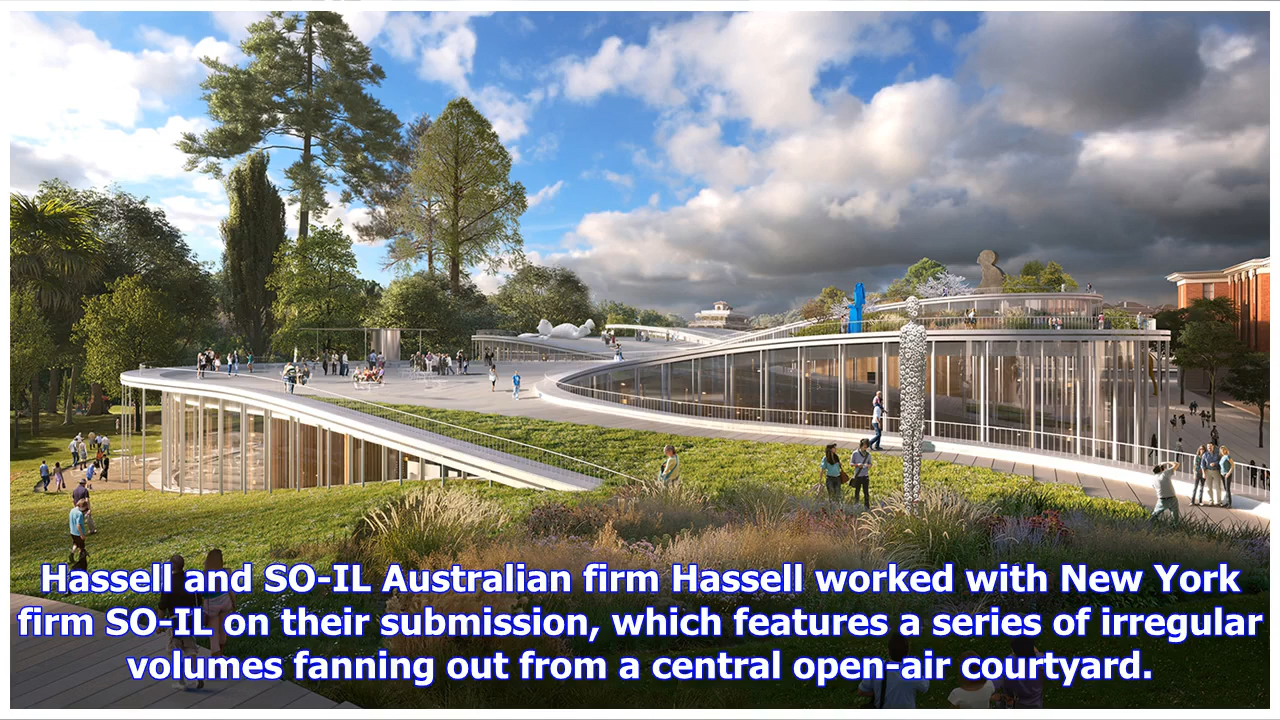 Hassell and SO-IL Australian firm Hassell worked with New York
firm SO-IL on their submission, which features a series of irregular
volumes fanning out from a central open-air courtyard.